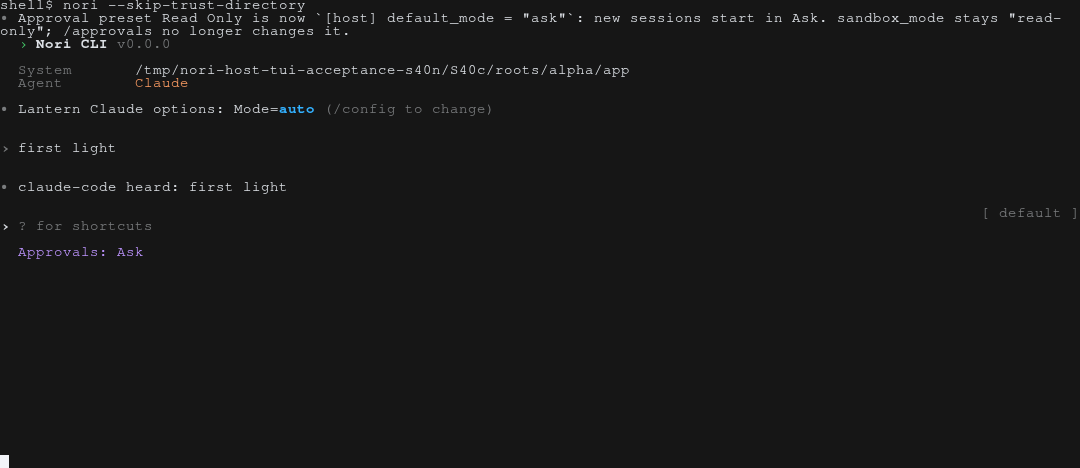 shell$ nori --skip-trust-directory
• Approval preset Read Only is now `[host] default_mode = "ask"`: new sessions start in Ask. sandbox_mode stays "read-
only"; /approvals no longer changes it.
› Nori CLI v0.0.0
System /tmp/nori-host-tui-acceptance-s40n/S40c/roots/alpha/app
Agent Claude
• Lantern Claude options: Mode=auto (/config to change)
› first light
• claude-code heard: first light
[ default ]
› ? for shortcuts
Approvals: Ask